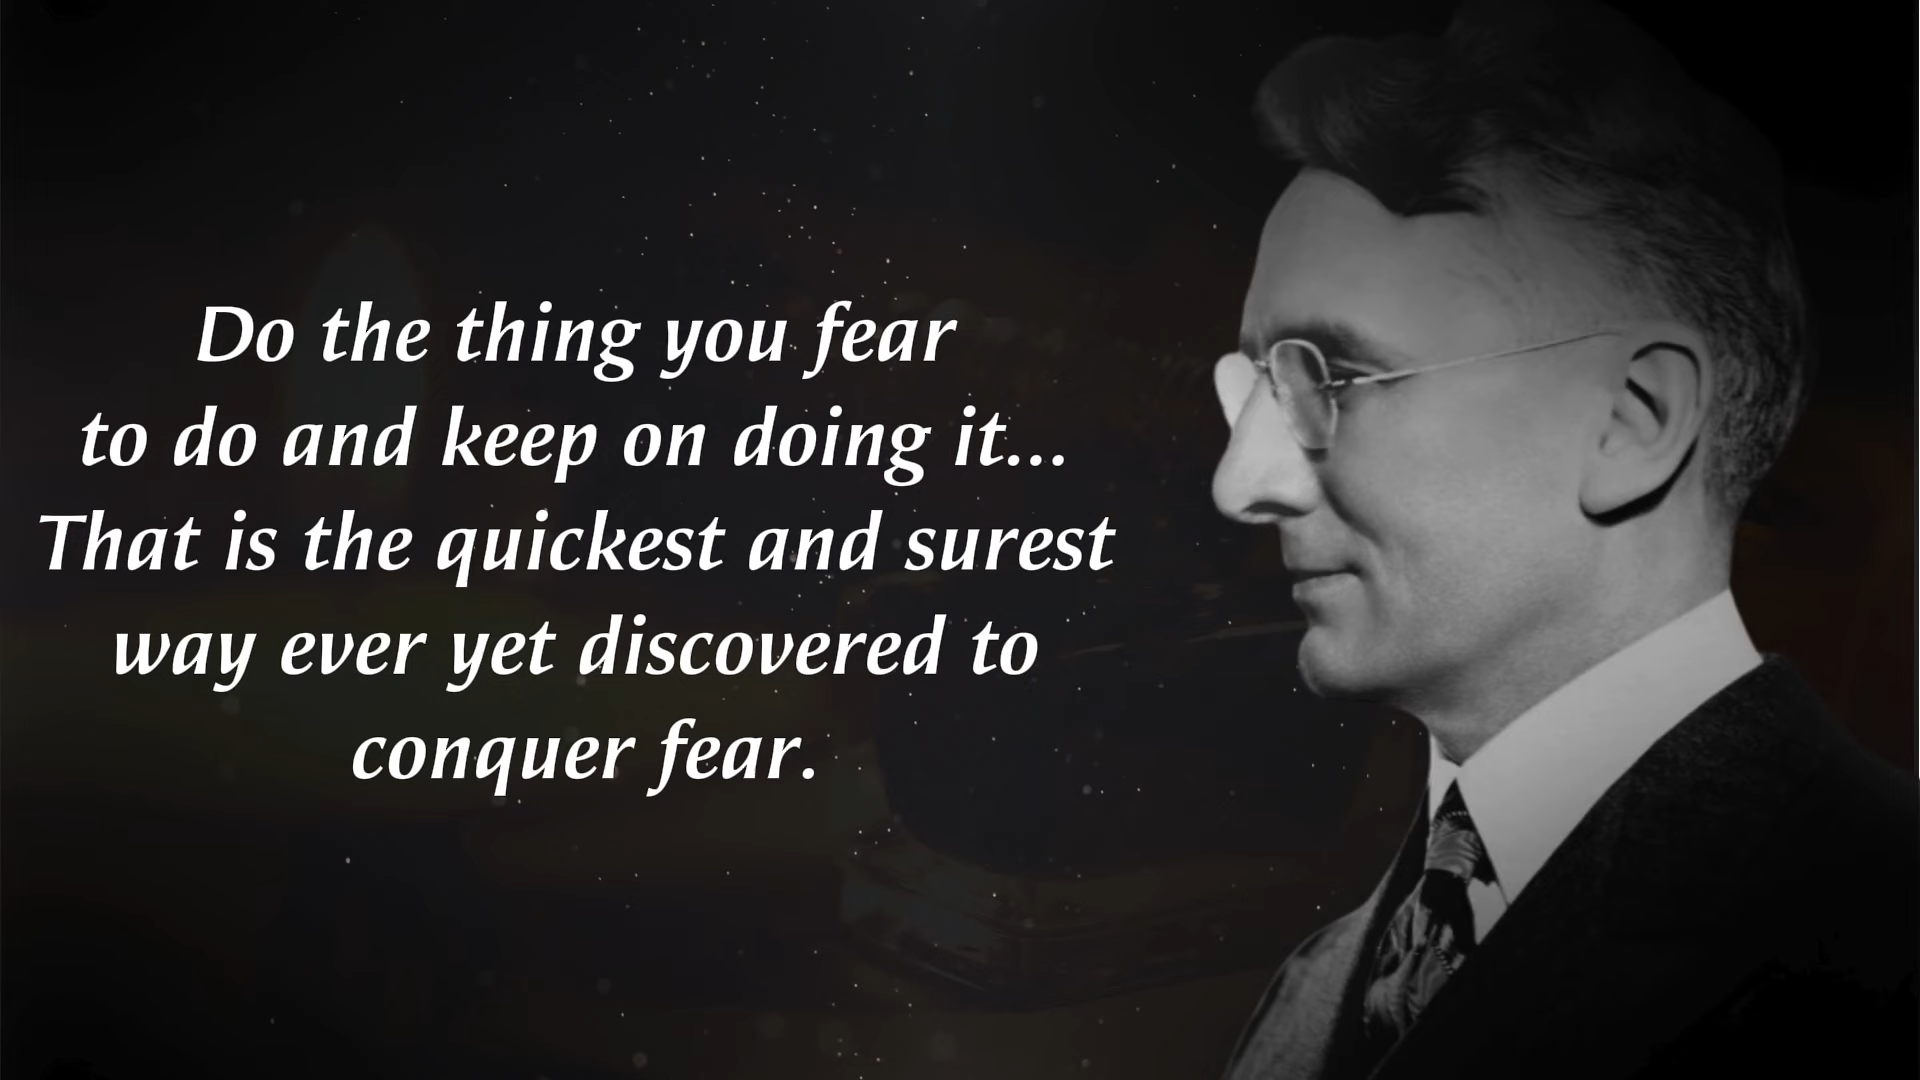 Do the thing you fear
to do and keep on doing it...
That is the quickest and surest
way ever yet discovered to
conquer fear.